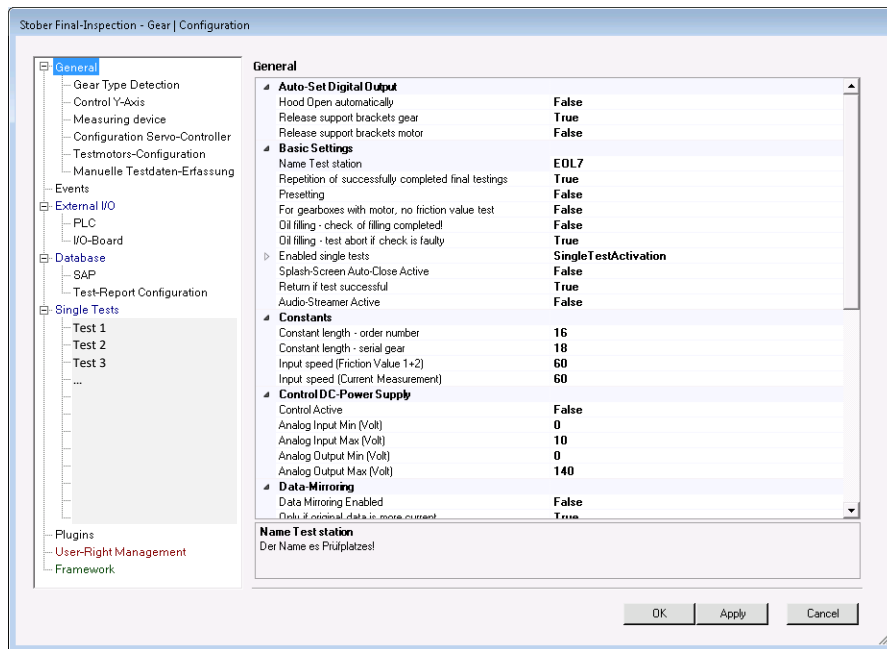 Stober Final-Inspection - Gear | Configuration
General
Gear Type Detection
Control Y-Axis
Measuring device
Configuration Servo-Controller
Testmotors-Configuration
Manuelle Testdaten-Erfassung
Events
External I/O
PLC
I/O-Board
Database
SAP
Test-Report Configuration
Single Tests
Test 1
Test 2
Test 3
...
Plugins
User-Right Management
Framework
General
Auto-Set Digital Output
Hood Open automatically False
Release support brackets gear True
Release support brackets motor False
Basic Settings
Name Test station EOL7
Repetition of successfully completed final testings True
Presetting False
For gearboxes with motor, no friction value test False
Oil filling - check of filling completed! False
Oil filling - test abort if check is faulty True
Enabled single tests SingleTestActivation
Splash-Screen Auto-Close Active False
Return if test successful True
Audio-Streamer Active False
Constants
Constant length - order number 16
Constant length - serial gear 18
Input speed (Friction Value 1+2) 60
Input speed (Current Measurement) 60
Control DC-Power Supply
Control Active False
Analog Input Min (Volt) 0
Analog Input Max (Volt) 10
Analog Output Min (Volt) 0
Analog Output Max (Volt) 140
Data-Mirroring
Data Mirroring Enabled False
Only if original data is more current True
Name Test station
Der Name es Prüfplatzes!
OK Apply Cancel